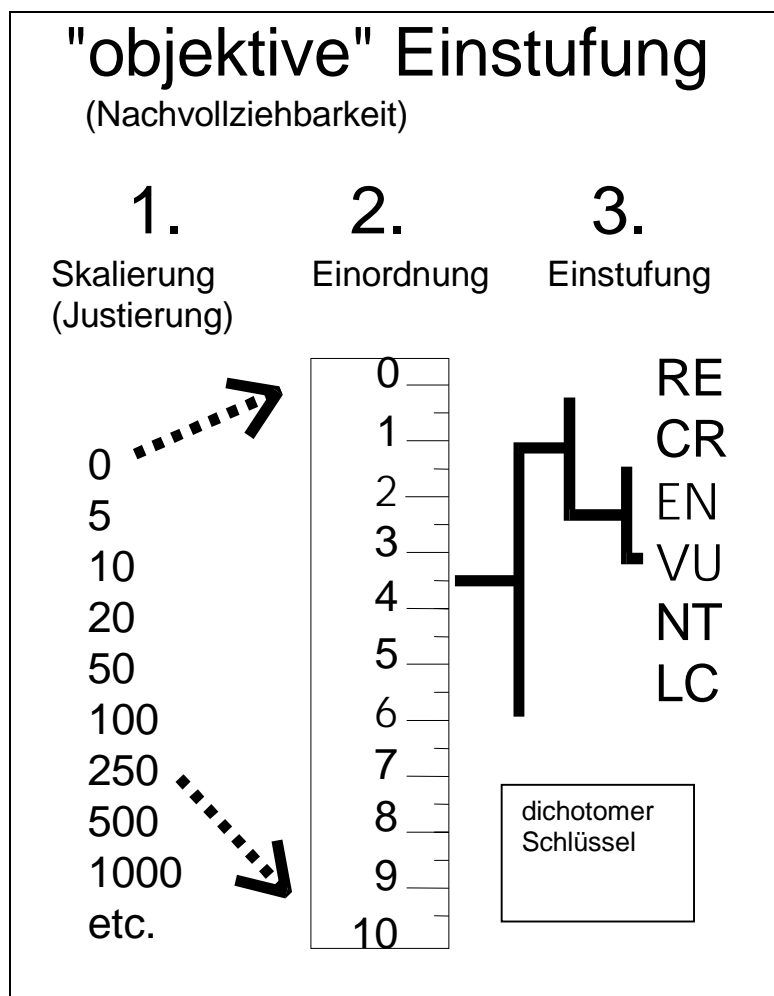 "objektive" Einstufung
(Nachvollziehbarkeit)
1.
Skalierung
(Justierung)
0
5
10
20
50
100
250
500
1000
etc.
2.
Einordnung
0
1
2
3
4
5
6
7
8
9
10
3.
Einstufung
RE
CR
EN
VU
NT
LC
dichotomer
Schlüssel